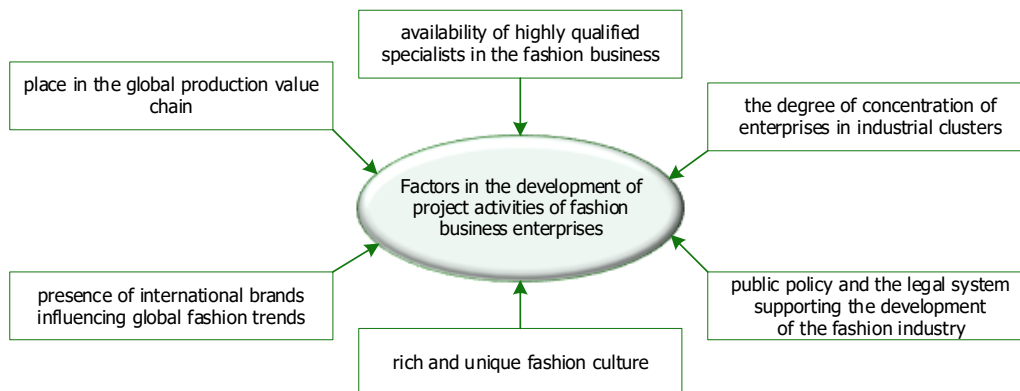 availability of highly qualified
specialists in the fashion business
place in the global production value
chain
the degree of concentration of
enterprises in industrial clusters
Factors in the development of
project activities of fashion
business enterprises
presence of international brands
influencing global fashion trends
public policy and the legal system
supporting the development
of the fashion industry
rich and unique fashion culture